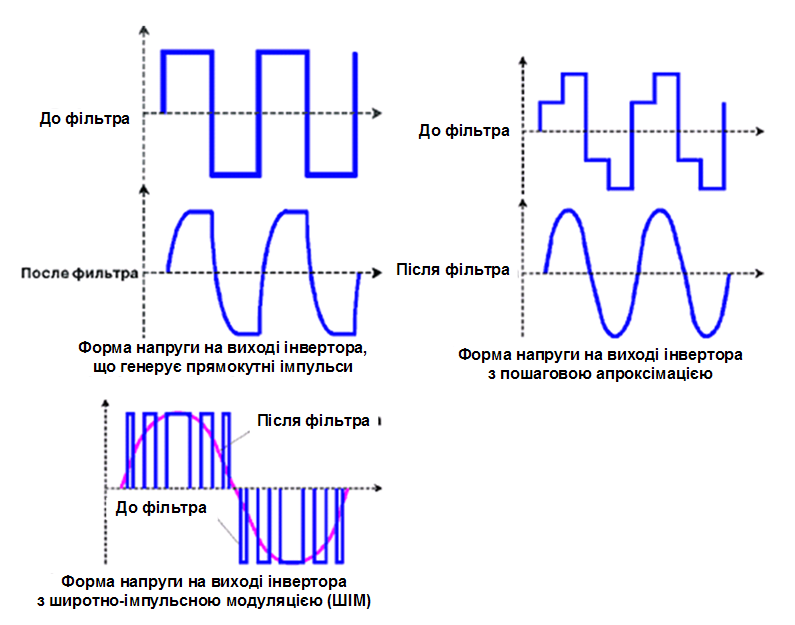 До фільтра
После фильтра
Форма напруги на виході інвертора,
що генерує прямокутні імпульси
До фільтра
Після фільтра
Форма напруги на виході інвертора
з пошаговою апроксімацією
Після фільтра
До фільтра
Форма напруги на виході інвертора
з широтно-імпульсною модуляцією (ШІМ)